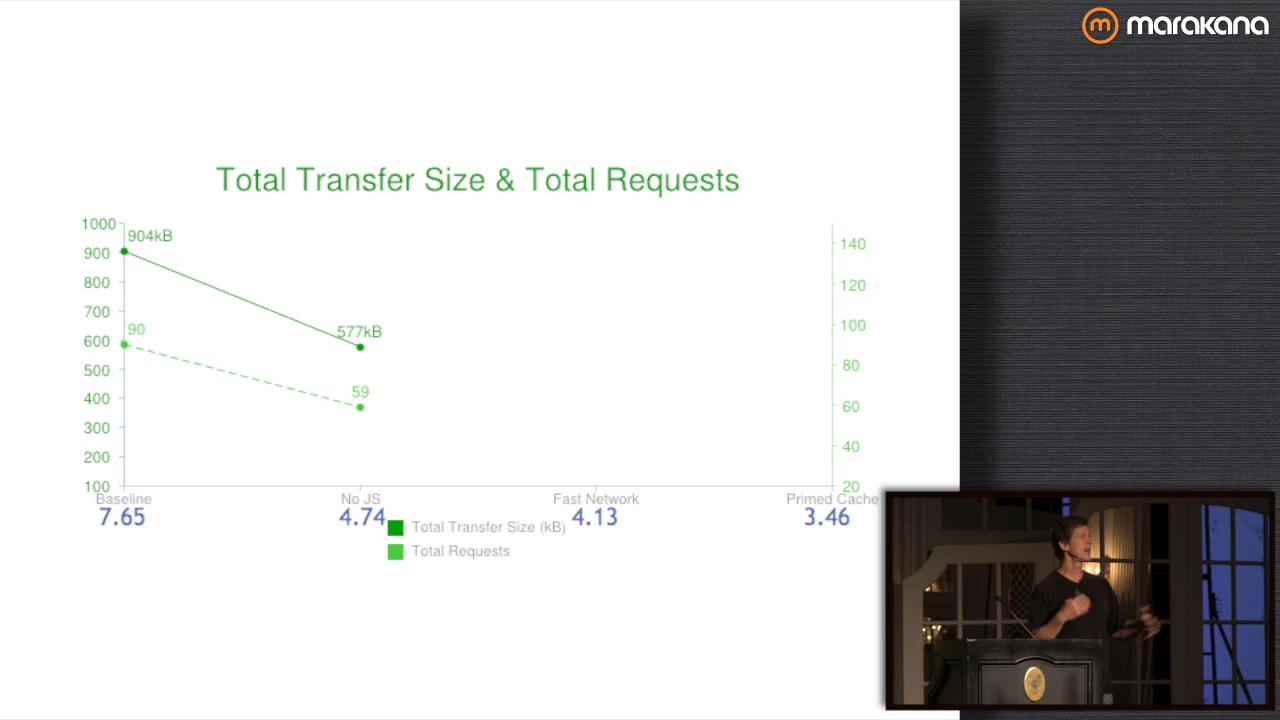 marakana
Total Transfer Size & Total Requests
1000
900
800
700
600
500
400
300
200
100
904kB
577kB
90
59
140
120
100
80
60
40
20
Baseline
No JS
Fast Network
Primed Cache
7.65
4.74
4.13
3.46
Total Transfer Size (kB)
Total Requests